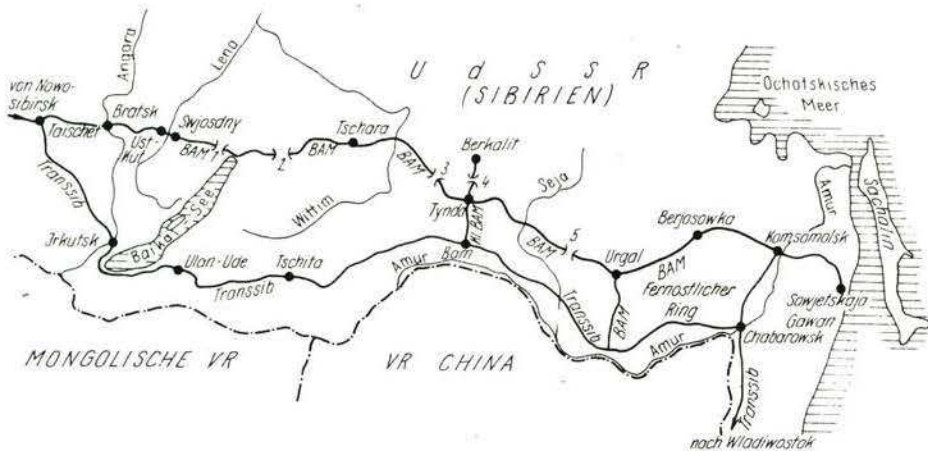 U d S S R
(SIBIRIEN)
Ochotskisches
Meer
Angara
Lena
von Nowo-
sibirsk
Taischet
Bratsk
Ust-
Kut
Swjosdny
BAM
1
2
BAM
Tschara
BAM
3
4
Berkalit
Tynda
Kl. BAM
Bam
Seja
BAM
5
Urgal
Berjosowka
BAM
Komsomolsk
Amur
Sachalin
Transsib
Irkutsk
Baikal-See
Wittim
Ulan-Ude
Transsib
Tschita
Amur
Transsib
BAM
Fernöstlicher
Ring
Amur
Sowjetskaja
Gawan
Chabarowsk
MONGOLISCHE VR
VR CHINA
Transsib
nach Wladiwostok